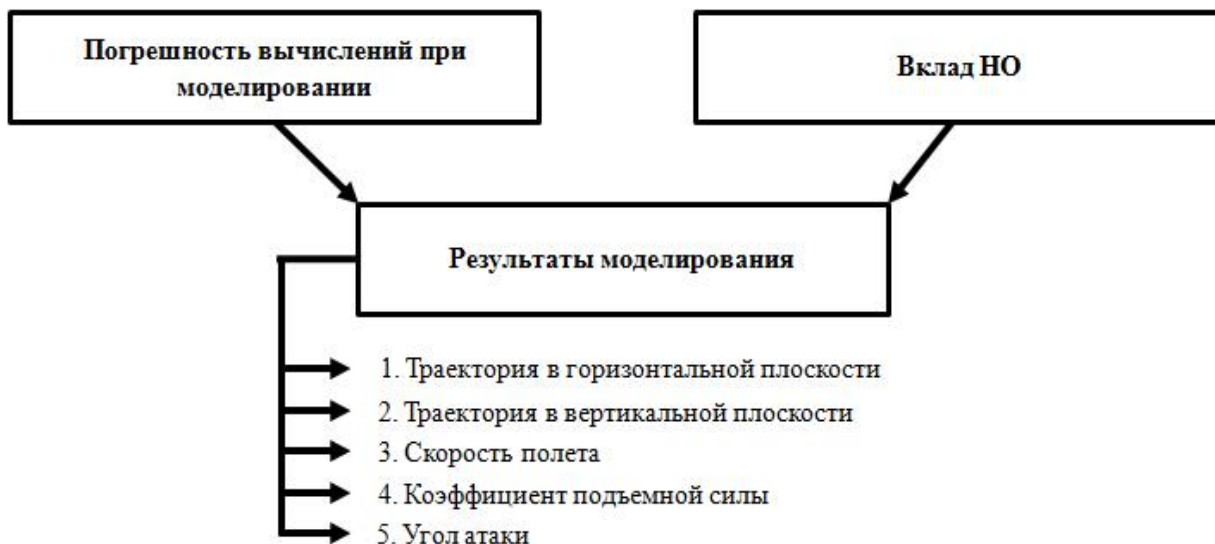 Погрешность вычислений при
моделировании
Вклад НО
Результаты моделирования
1. Траектория в горизонтальной плоскости
2. Траектория в вертикальной плоскости
3. Скорость полета
4. Коэффициент подъемной силы
5. Угол атаки